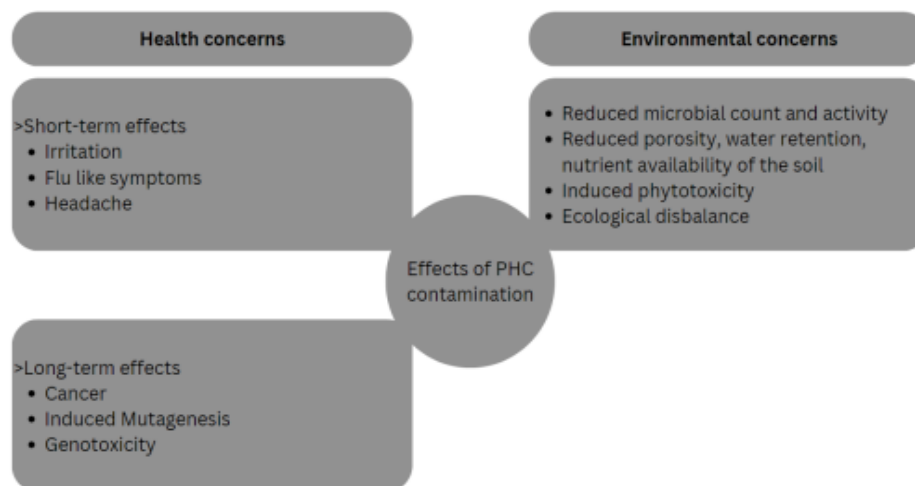 Health concerns
>Short-term effects
• Irritation
• Flu like symptoms
• Headache
>Long-term effects
• Cancer
• Induced Mutagenesis
• Genotoxicity
Effects of PHC
contamination
Environmental concerns
• Reduced microbial count and activity
• Reduced porosity, water retention,
nutrient availability of the soil
• Induced phytotoxicity
• Ecological disbalance